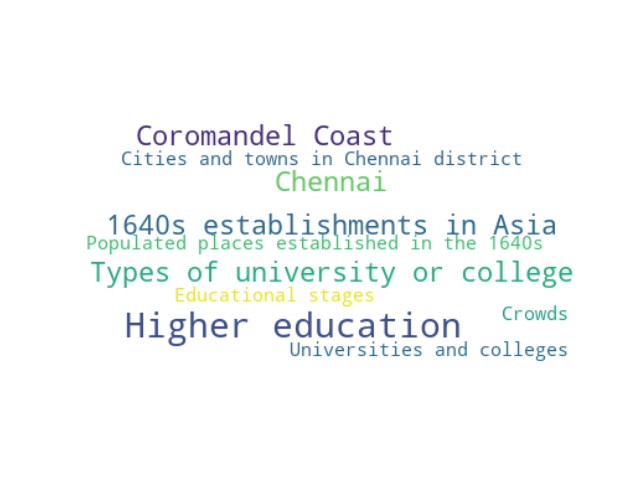 Coromandel Coast
Cities and towns in Chennai district
Chennai
1640s establishments in Asia
Populated places established in the 1640s
Types of university or college
Educational stages
Crowds
Higher education
Universities and colleges